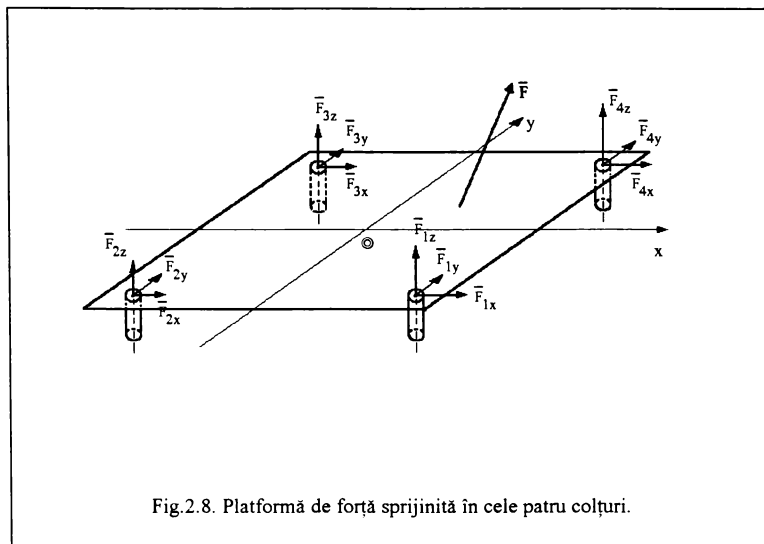 F̅
F̅3z
F̅3y
F̅3x
y
F̅4z
F̅4y
F̅4x
x
F̅2z
F̅2y
F̅2x
F̅1z
F̅1y
F̅1x
Fig.2.8. Platformă de forță sprijinită în cele patru colțuri.